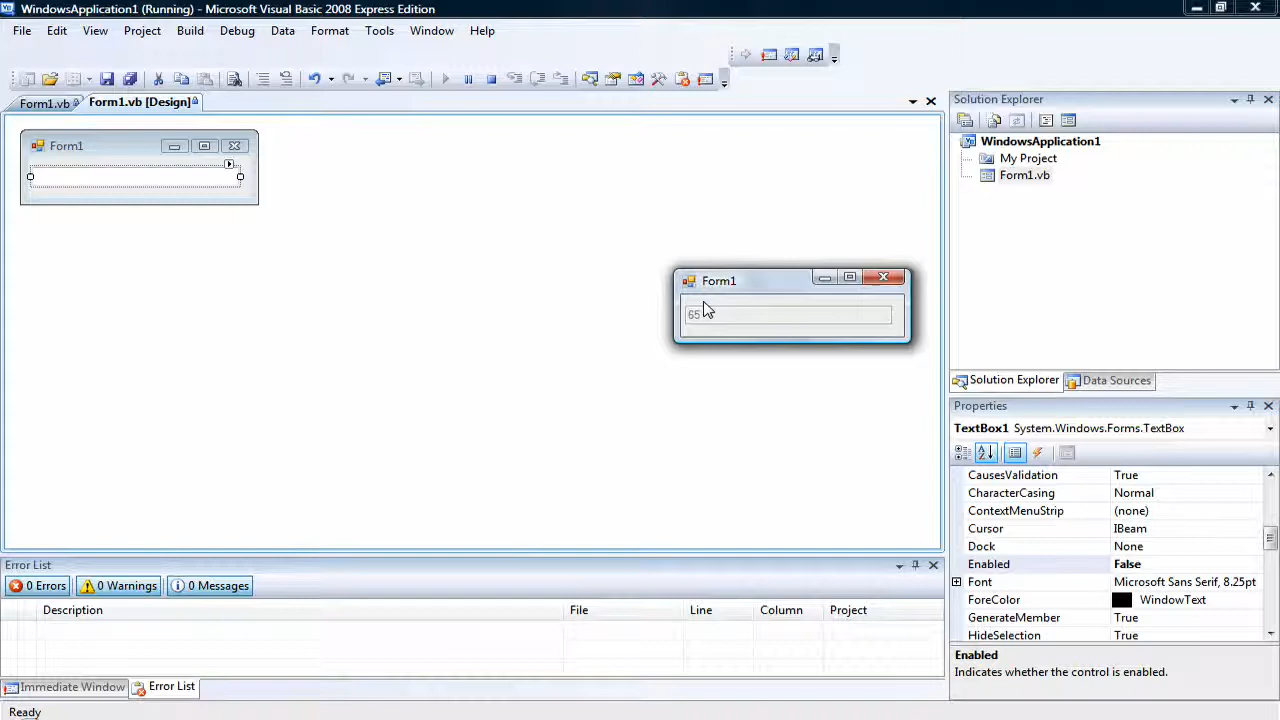 WindowsApplication1 (Running) - Microsoft Visual Basic 2008 Express Edition
File Edit View Project Build Debug Data Format Tools Window Help
Form1.vb Form1.vb [Design]
Form1
Form1
65
Solution Explorer
WindowsApplication1
My Project
Form1.vb
Solution Explorer Data Sources
Properties
TextBox1 System.Windows.Forms.TextBox
CausesValidation True
CharacterCasing Normal
ContextMenuStrip (none)
Cursor IBeam
Dock None
Enabled False
Font Microsoft Sans Serif, 8.25pt
ForeColor WindowText
GenerateMember True
HideSelection True
Enabled
Indicates whether the control is enabled.
Error List
0 Errors 0 Warnings 0 Messages
Description File Line Column Project
Immediate Window Error List
Ready